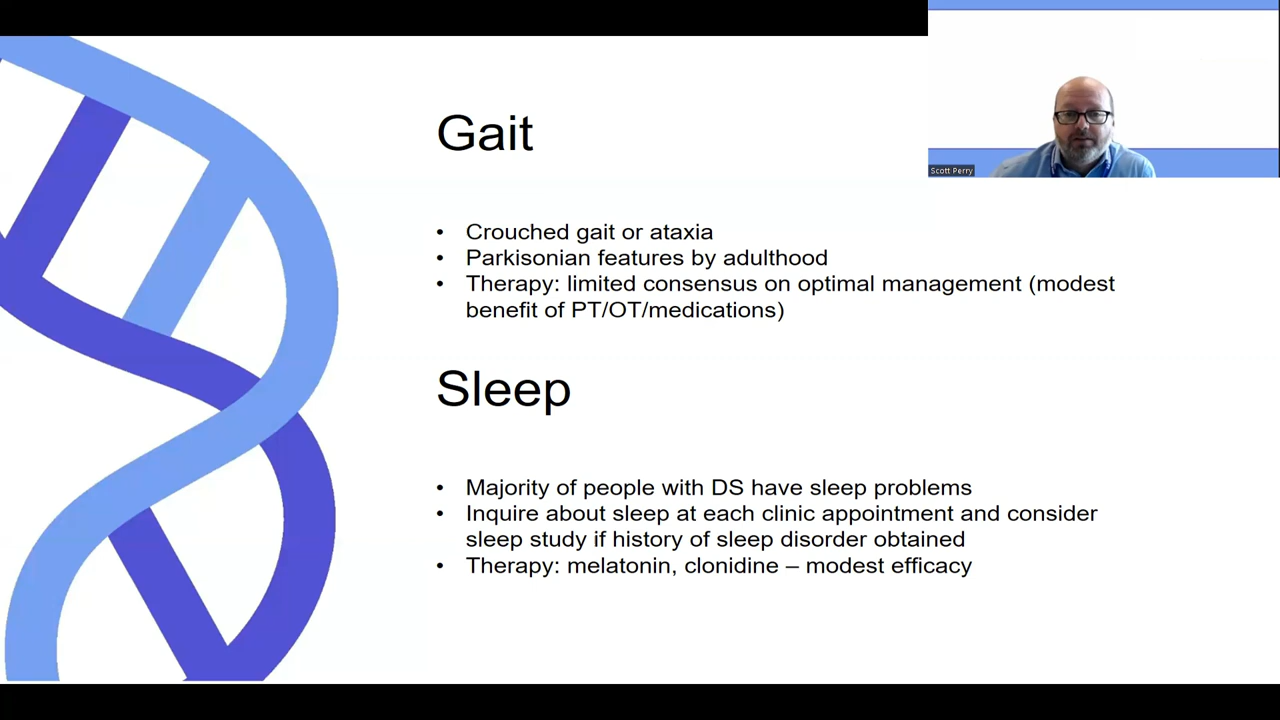 Gait
• Crouched gait or ataxia
• Parkisonian features by adulthood
• Therapy: limited consensus on optimal management (modest
benefit of PT/OT/medications)
Sleep
• Majority of people with DS have sleep problems
• Inquire about sleep at each clinic appointment and consider
sleep study if history of sleep disorder obtained
• Therapy: melatonin, clonidine – modest efficacy
Scott Perry